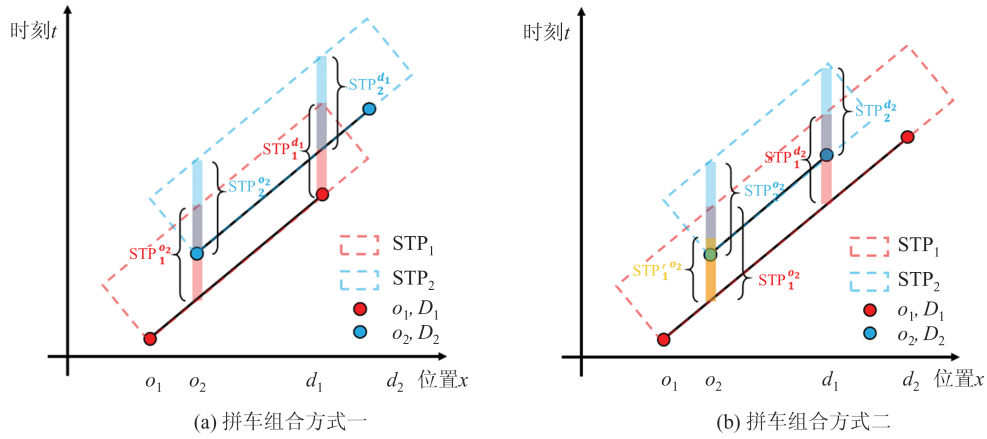 时刻t
STP₂^d₁
STP₁^d₁
STP₂^o₂
STP₁^o₂
STP₁
STP₂
o₁, D₁
o₂, D₂
o₁ o₂ d₁ d₂ 位置x
(a) 拼车组合方式一
时刻t
STP₂^d₂
STP₁^d₂
STP₂^o₂
STP₁'^o₂
STP₁^o₂
STP₁
STP₂
o₁, D₁
o₂, D₂
o₁ o₂ d₁ d₂ 位置x
(b) 拼车组合方式二